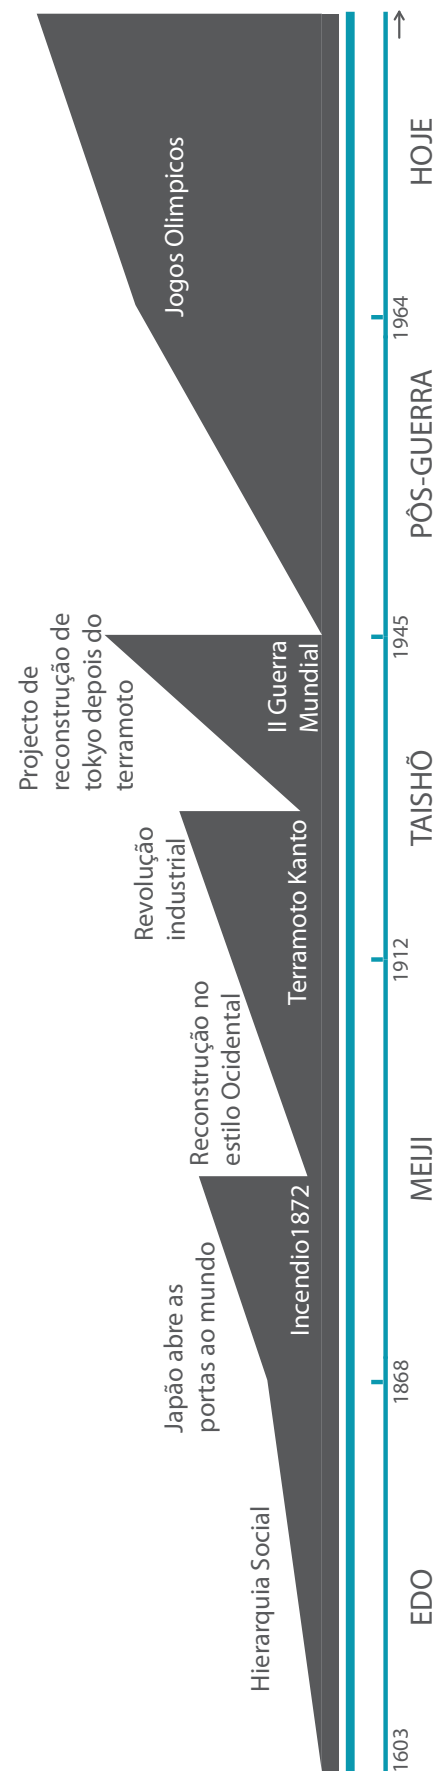 Projecto de
reconstrução de
tokyo depois do
terramoto
Revolução
industrial
Reconstrução no
estilo Ocidental
Japão abre as
portas ao mundo
Hierarquia Social
Incendio1872
Terramoto Kanto
II Guerra
Mundial
Jogos Olimpicos
1603
1868
1912
1945
1964
EDO
MEIJI
TAISHŌ
PÔS-GUERRA
HOJE